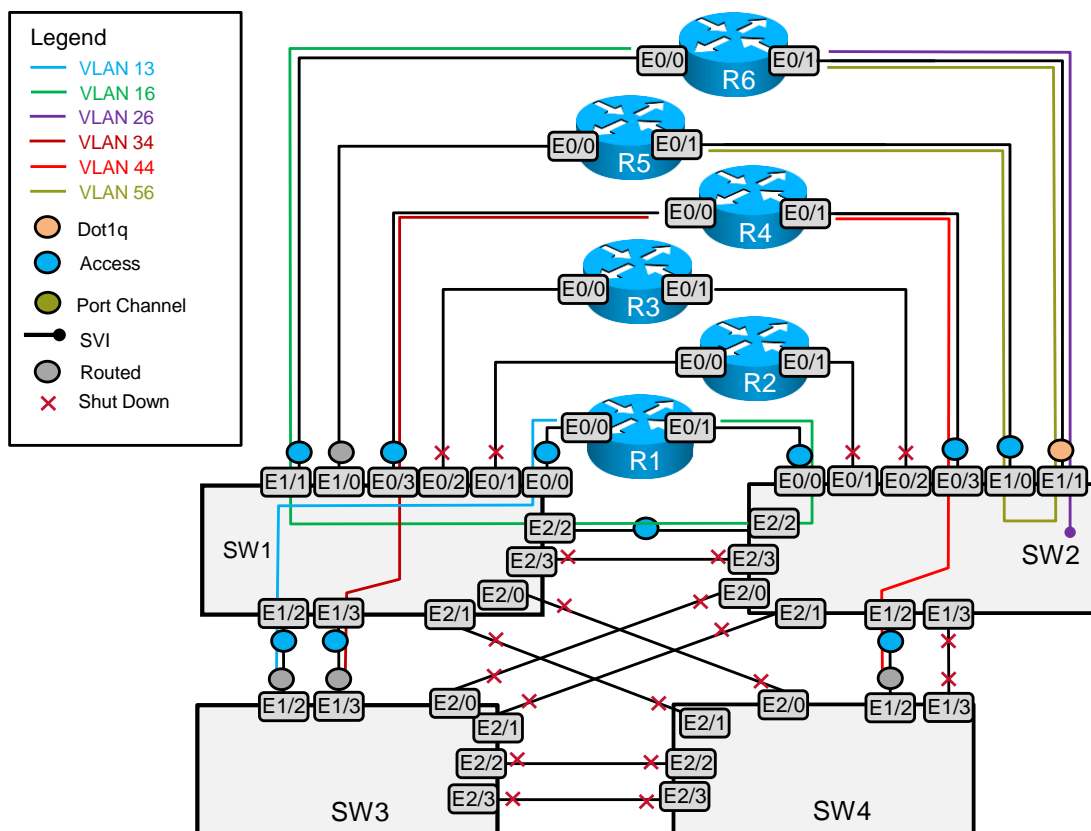 Legend
VLAN 13
VLAN 16
VLAN 26
VLAN 34
VLAN 44
VLAN 56
Dot1q
Access
Port Channel
SVI
Routed
Shut Down
E0/0
E0/1
R6
E0/0
E0/1
R5
E0/0
E0/1
R4
E0/0
E0/1
R3
E0/0
E0/1
R2
E0/0
E0/1
R1
E1/1
E1/0
E0/3
E0/2
E0/1
E0/0
E0/0
E0/1
E0/2
E0/3
E1/0
E1/1
SW1
E2/2
E2/3
E2/0
E1/2
E1/3
E2/1
E2/2
E2/3
E2/0
SW2
E2/1
E1/2
E1/3
E1/2
E1/3
E2/0
E2/1
E2/2
E2/3
SW3
E2/0
E1/2
E1/3
E2/1
E2/2
E2/3
SW4